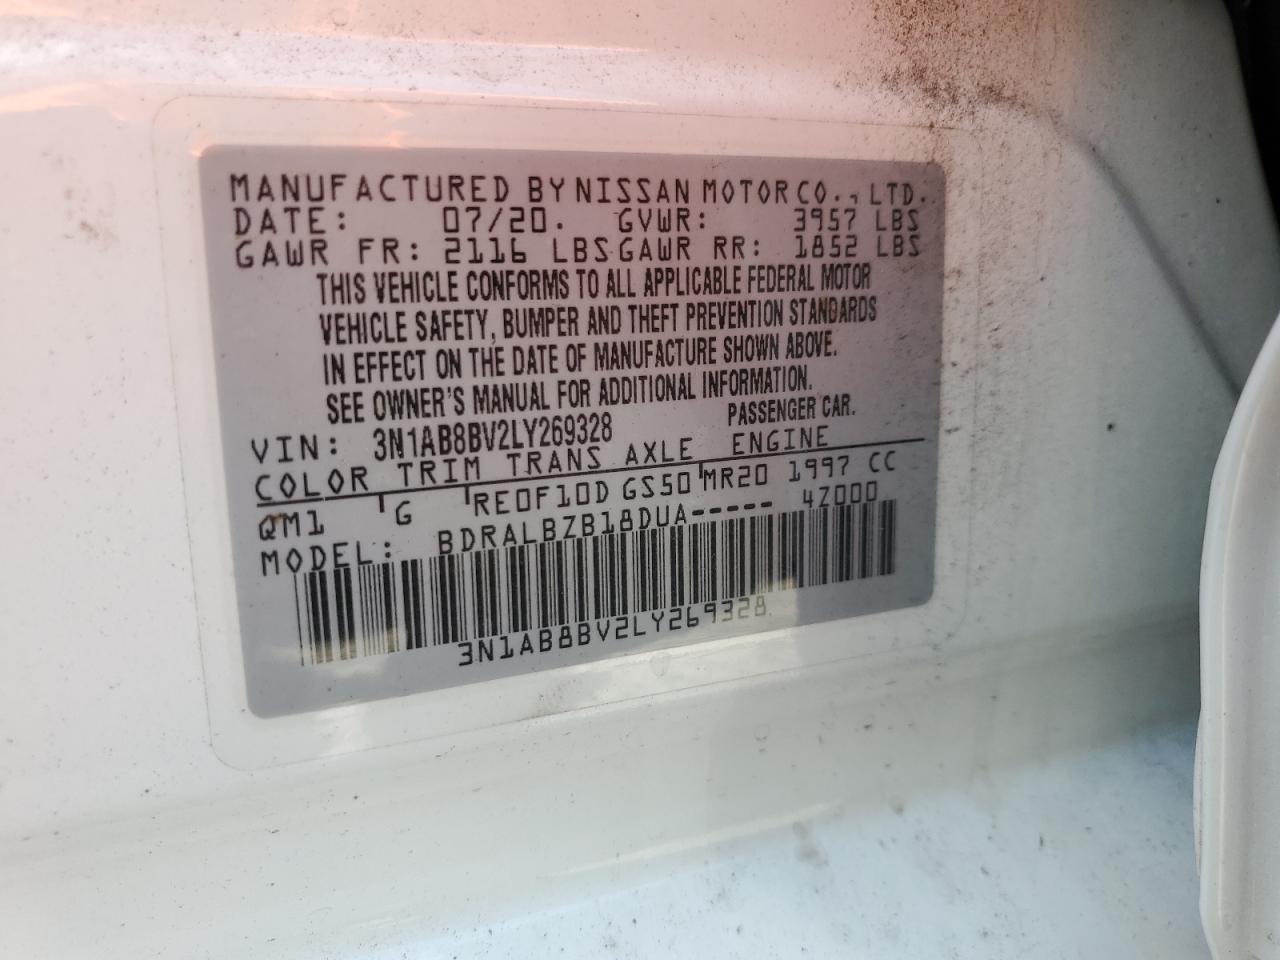 MANUFACTURED BY NISSAN MOTOR CO., LTD.
DATE: 07/20. GVWR: 3957 LBS
GAWR FR: 2116 LBS GAWR RR: 1852 LBS
THIS VEHICLE CONFORMS TO ALL APPLICABLE FEDERAL MOTOR
VEHICLE SAFETY, BUMPER AND THEFT PREVENTION STANDARDS
IN EFFECT ON THE DATE OF MANUFACTURE SHOWN ABOVE.
SEE OWNER'S MANUAL FOR ADDITIONAL INFORMATION.
VIN: 3N1AB8BV2LY269328 PASSENGER CAR.
COLOR TRIM TRANS AXLE ENGINE
QM1 G RE0F10D GS50 MR20 1997 CC
MODEL: BDRALBZB18DUA----- 4Z000
3N1AB8BV2LY269328